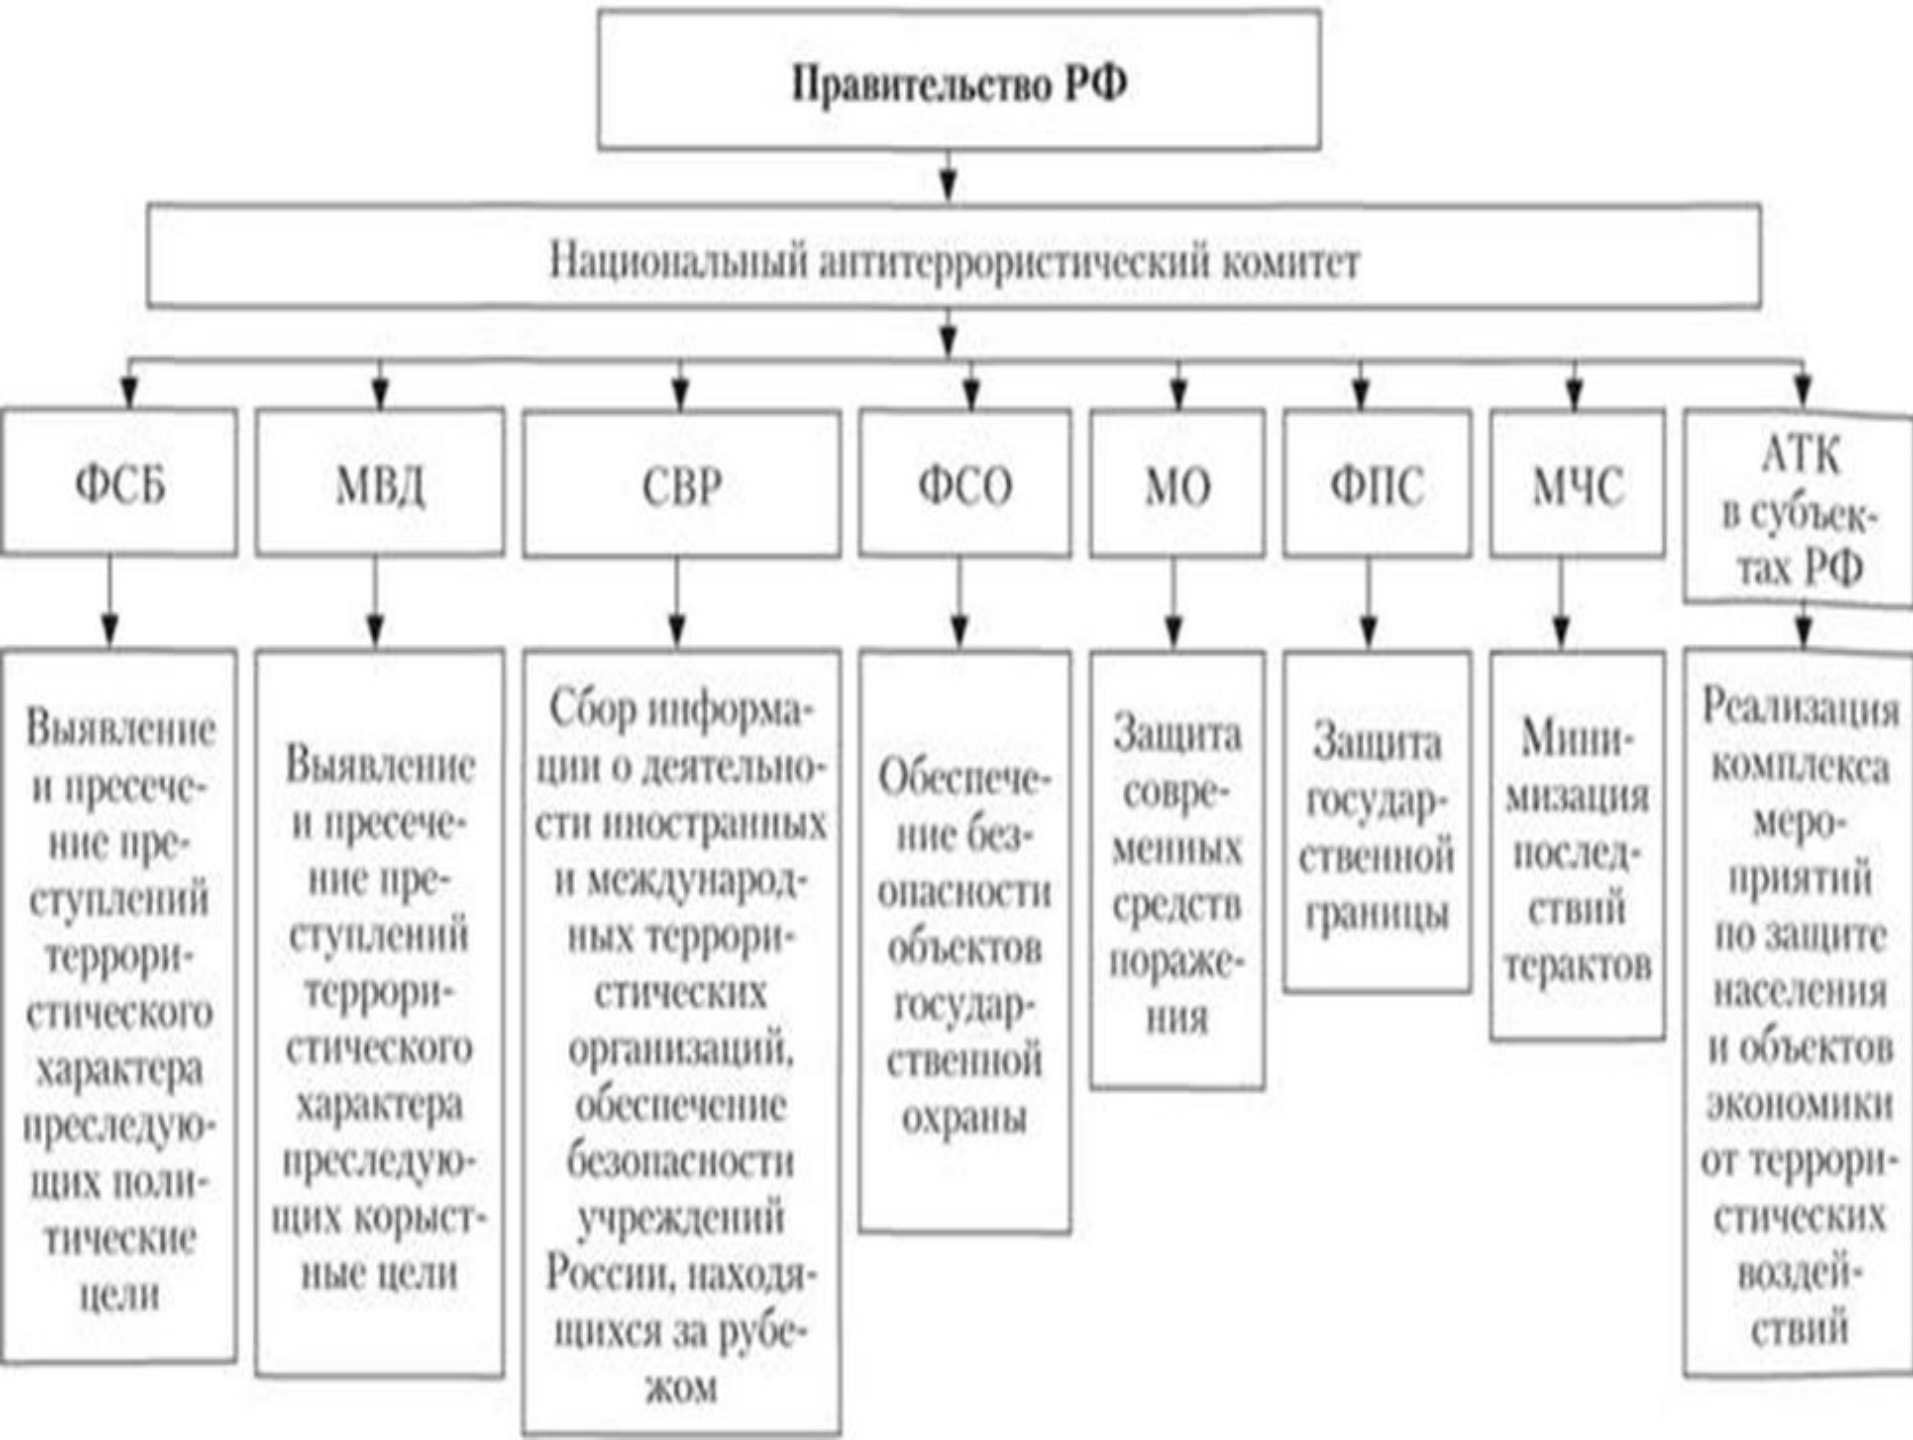 Правительство РФ
Национальный антитеррористический комитет
ФСБ
МВД
СВР
ФСО
МО
ФПС
МЧС
АТК
в субъек-
тах РФ
Выявление
и пресече-
ние пре-
ступлений
террори-
стического
характера
преследую-
щих поли-
тические
цели
Выявление
и пресече-
ние пре-
ступлений
террори-
стического
характера
преследую-
щих корыст-
ные цели
Сбор информа-
ции о деятельно-
сти иностранных
и международ-
ных террори-
стических
организаций,
обеспечение
безопасности
учреждений
России, находя-
щихся за рубе-
жом
Обеспече-
ние без-
опасности
объектов
государ-
ственной
охраны
Защита
совре-
менных
средств
пораже-
ния
Защита
государ-
ственной
границы
Мини-
мизация
послед-
ствий
терактов
Реализация
комплекса
меро-
приятий
по защите
населения
и объектов
экономики
от террори-
стических
воздей-
ствий